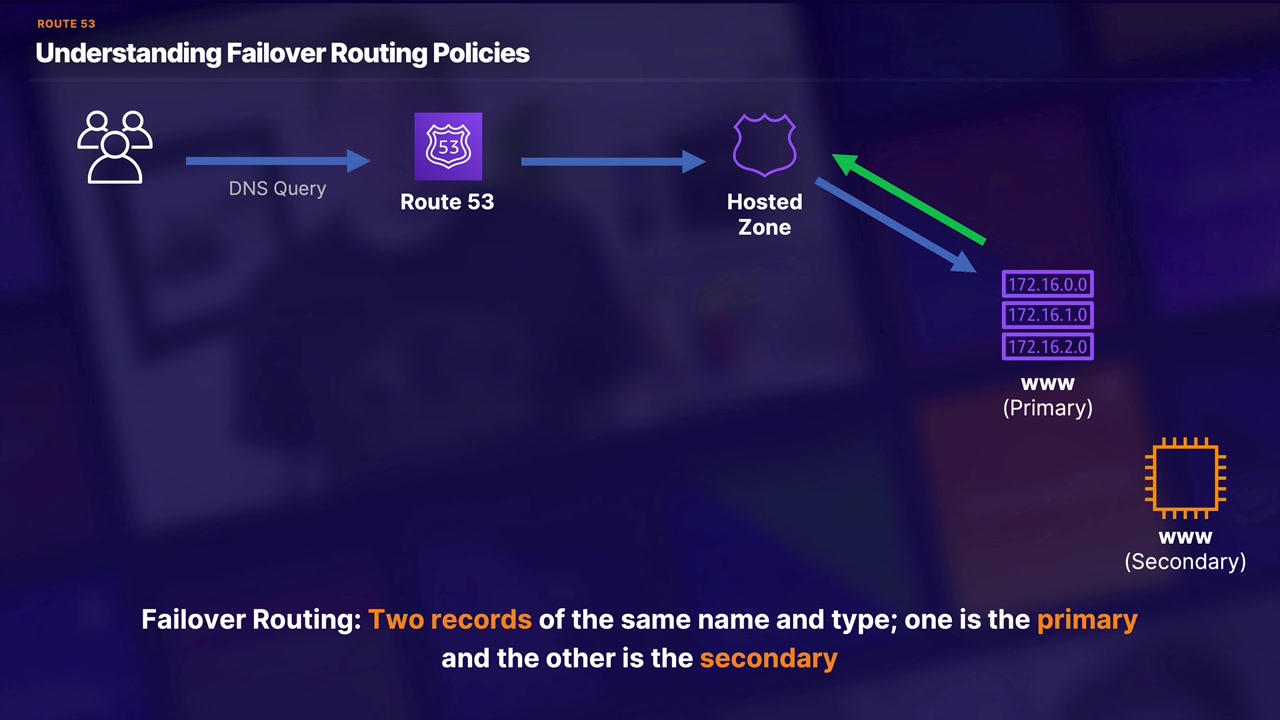 ROUTE 53
Understanding Failover Routing Policies
DNS Query
53
Route 53
Hosted
Zone
172.16.0.0
172.16.1.0
172.16.2.0
www
(Primary)
www
(Secondary)
Failover Routing: Two records of the same name and type; one is the primary
and the other is the secondary